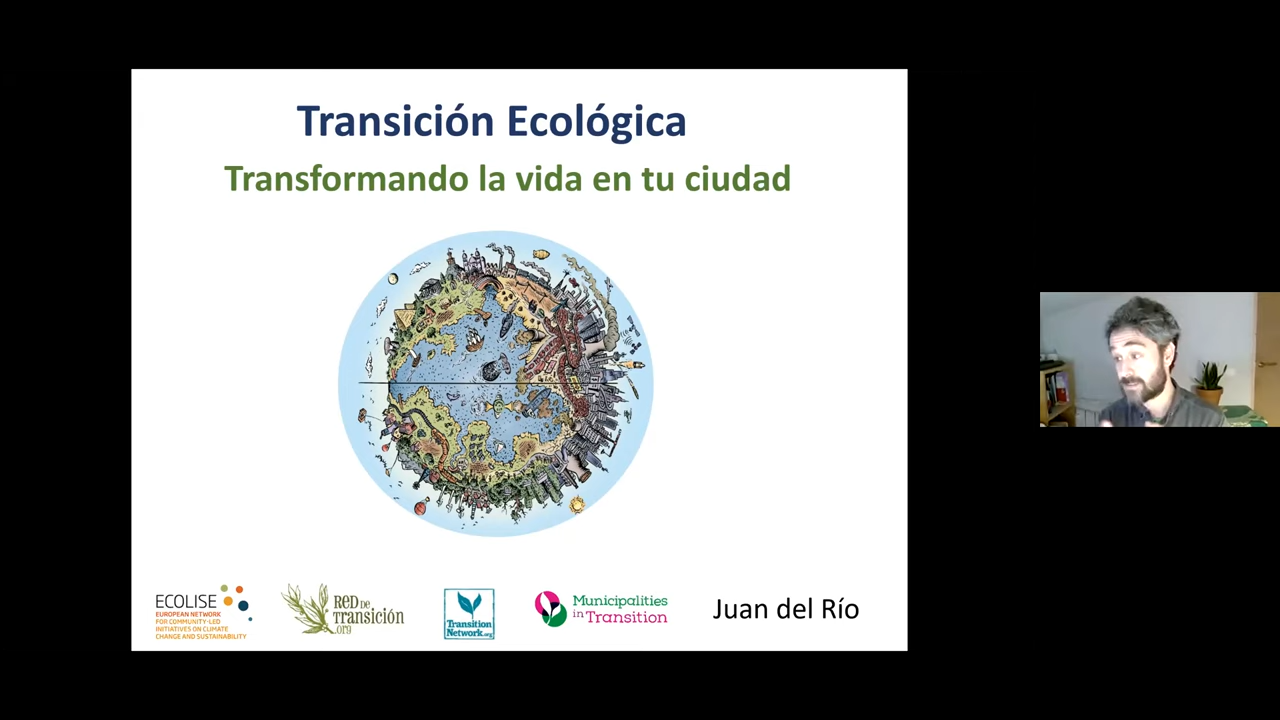 Transición Ecológica
Transformando la vida en tu ciudad
ECOLISE
EUROPEAN NETWORK
FOR COMMUNITY-LED
INITIATIVES ON CLIMATE
CHANGE AND SUSTAINABILITY
RED DE
TRANSICIÓN
.ORG
Transition
Network.org
Municipalities
in Transition
Juan del Río